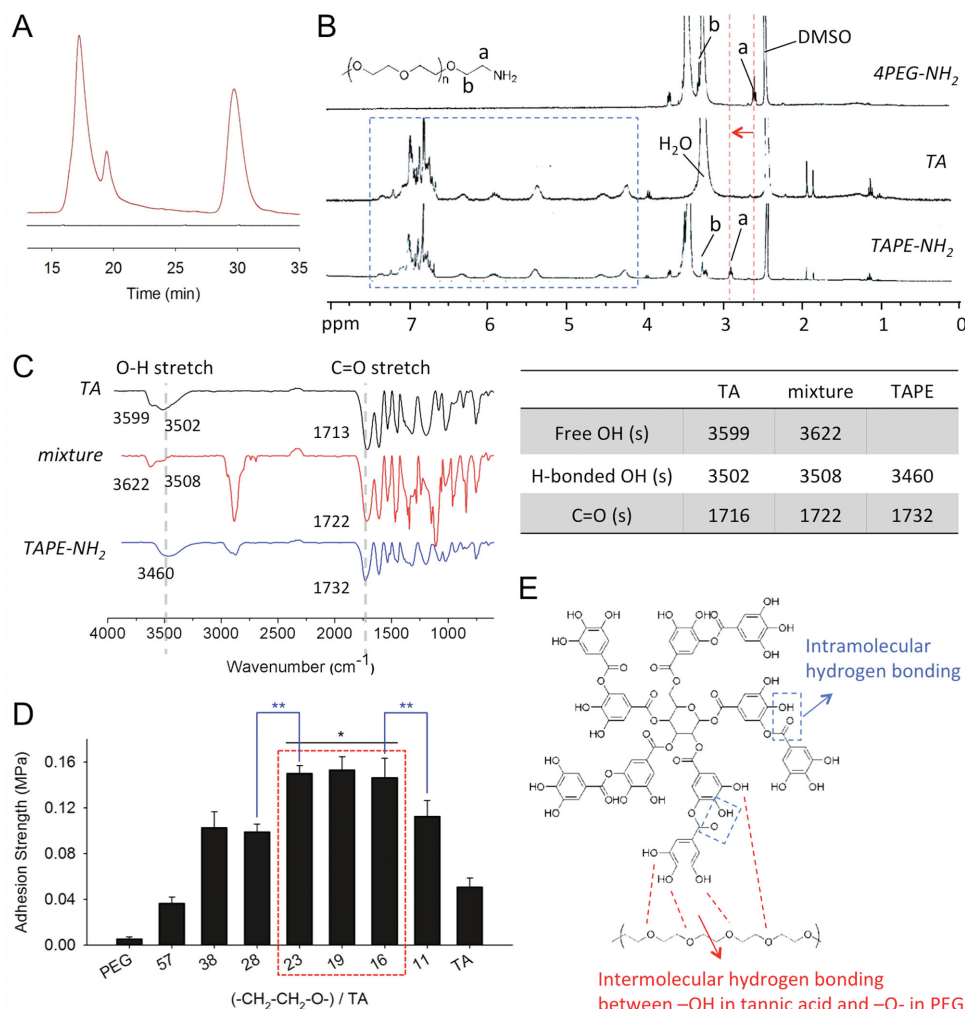 A
15
20
25
30
35
Time (min)
B
a
O
O
n
O
b
NH2
b
a
DMSO
4PEG-NH2
H2O
TA
b
a
TAPE-NH2
ppm
7
6
5
4
3
2
1
0
C
O-H stretch
C=O stretch
TA
3599
3502
1713
mixture
3622
3508
1722
TAPE-NH2
3460
1732
4000
3500
3000
2500
2000
1500
1000
Wavenumber (cm-1)
TA mixture TAPE
Free OH (s) 3599 3622
H-bonded OH (s) 3502 3508 3460
C=O (s) 1716 1722 1732
D
**
**
*
0.16
0.12
0.08
0.04
0.00
Adhesion Strength (MPa)
PEG
57
38
28
23
19
16
11
TA
(-CH2-CH2-O-) / TA
E
Intramolecular
hydrogen bonding
Intermolecular hydrogen bonding
between –OH in tannic acid and –O- in PEG